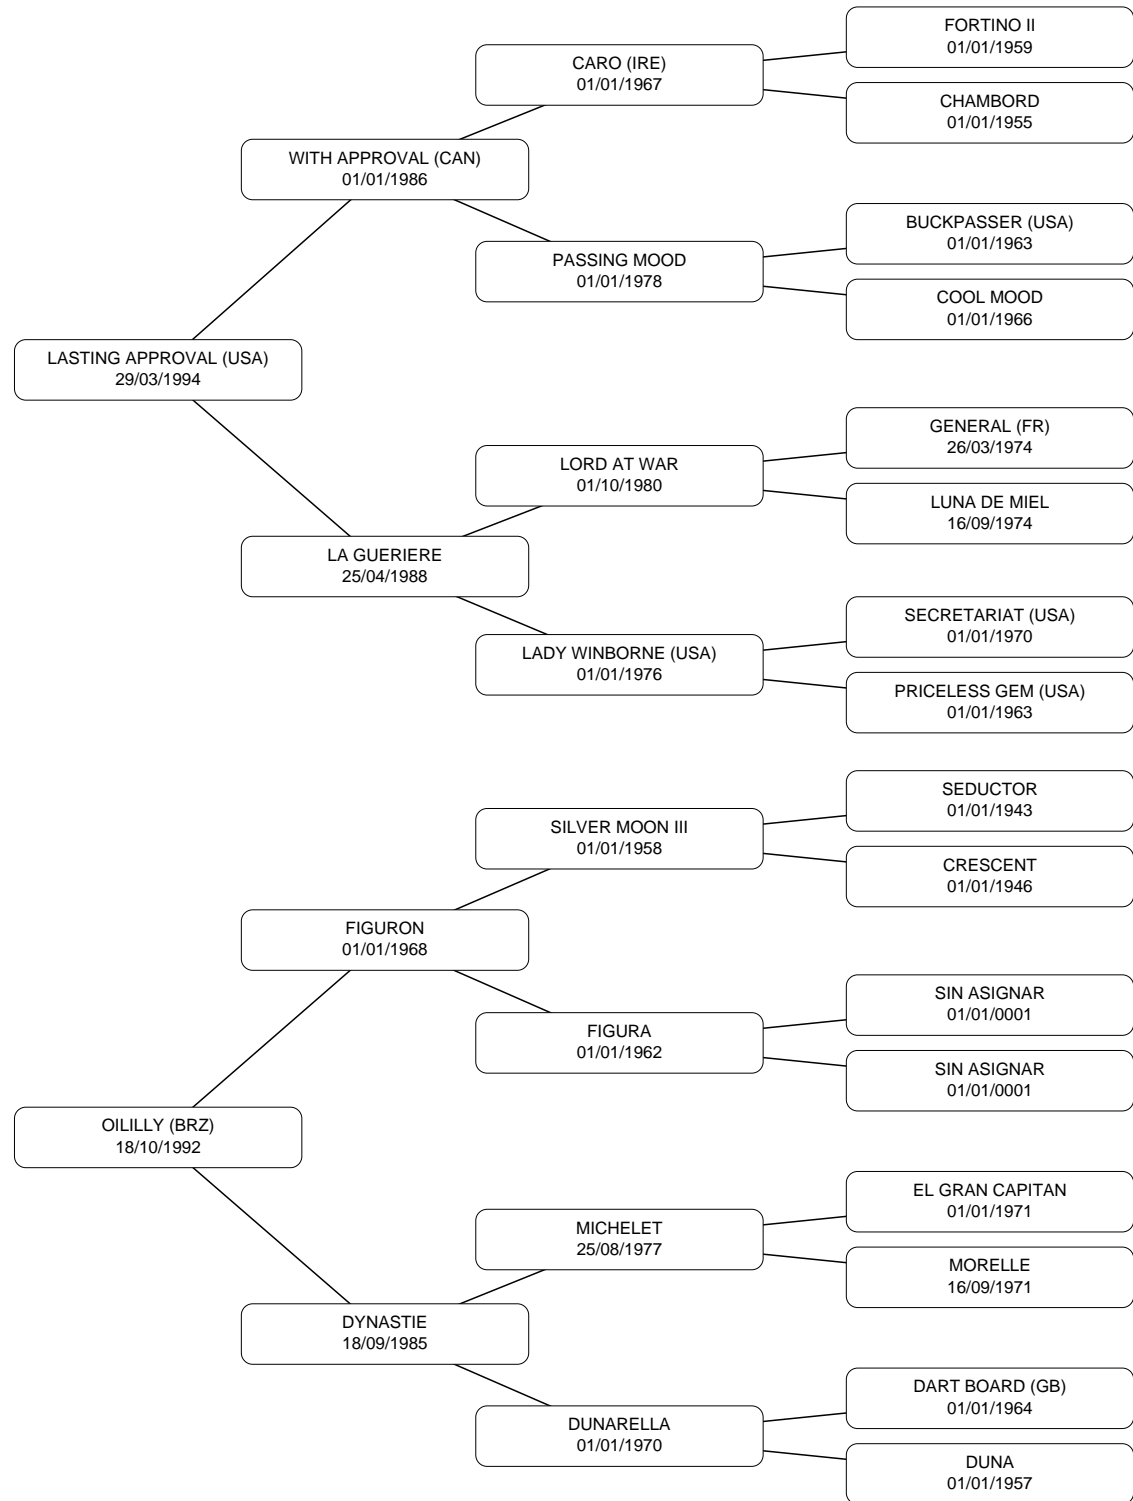 FORTINO II
01/01/1959
CARO (IRE)
01/01/1967
CHAMBORD
01/01/1955
WITH APPROVAL (CAN)
01/01/1986
BUCKPASSER (USA)
01/01/1963
PASSING MOOD
01/01/1978
COOL MOOD
01/01/1966
LASTING APPROVAL (USA)
29/03/1994
GENERAL (FR)
26/03/1974
LORD AT WAR
01/10/1980
LUNA DE MIEL
16/09/1974
LA GUERIERE
25/04/1988
SECRETARIAT (USA)
01/01/1970
LADY WINBORNE (USA)
01/01/1976
PRICELESS GEM (USA)
01/01/1963
SEDUCTOR
01/01/1943
SILVER MOON III
01/01/1958
CRESCENT
01/01/1946
FIGURON
01/01/1968
SIN ASIGNAR
01/01/0001
FIGURA
01/01/1962
SIN ASIGNAR
01/01/0001
OILILLY (BRZ)
18/10/1992
EL GRAN CAPITAN
01/01/1971
MICHELET
25/08/1977
MORELLE
16/09/1971
DYNASTIE
18/09/1985
DART BOARD (GB)
01/01/1964
DUNARELLA
01/01/1970
DUNA
01/01/1957